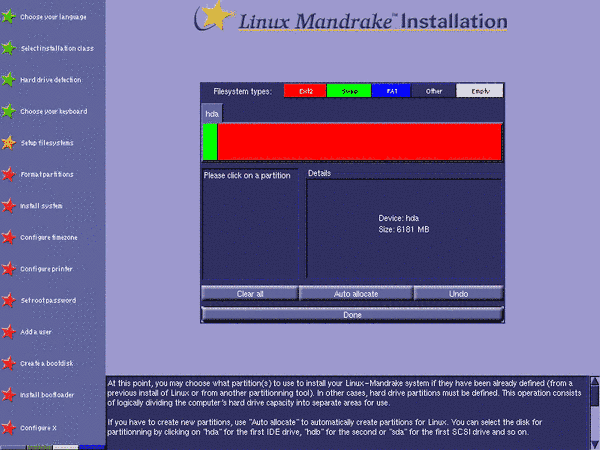 Linux Mandrake™ Installation
Choose your language
Select installation class
Hard drive detection
Choose your keyboard
Setup filesystems
Format partitions
Install system
Configure timezone
Configure printer
Set root password
Add a user
Create a bootdisk
Install bootloader
Configure X
Filesystem types:
Ext2
Swap
FAT
Other
Empty
hda
Please click on a partition
Details
Device: hda
Size: 6181 MB
Clear all
Auto allocate
Undo
Done
At this point, you may choose what partition(s) to use to install your Linux-Mandrake system if they have been already defined (from a
previous install of Linux or from another partitionning tool). In other cases, hard drive partitions must be defined. This operation consists
of logically dividing the computer's hard drive capacity into separate areas for use.
If you have to create new partitions, use "Auto allocate" to automatically create partitions for Linux. You can select the disk for
partitionning by clicking on "hda" for the first IDE drive, "hdb" for the second or "sda" for the first SCSI drive and so on.